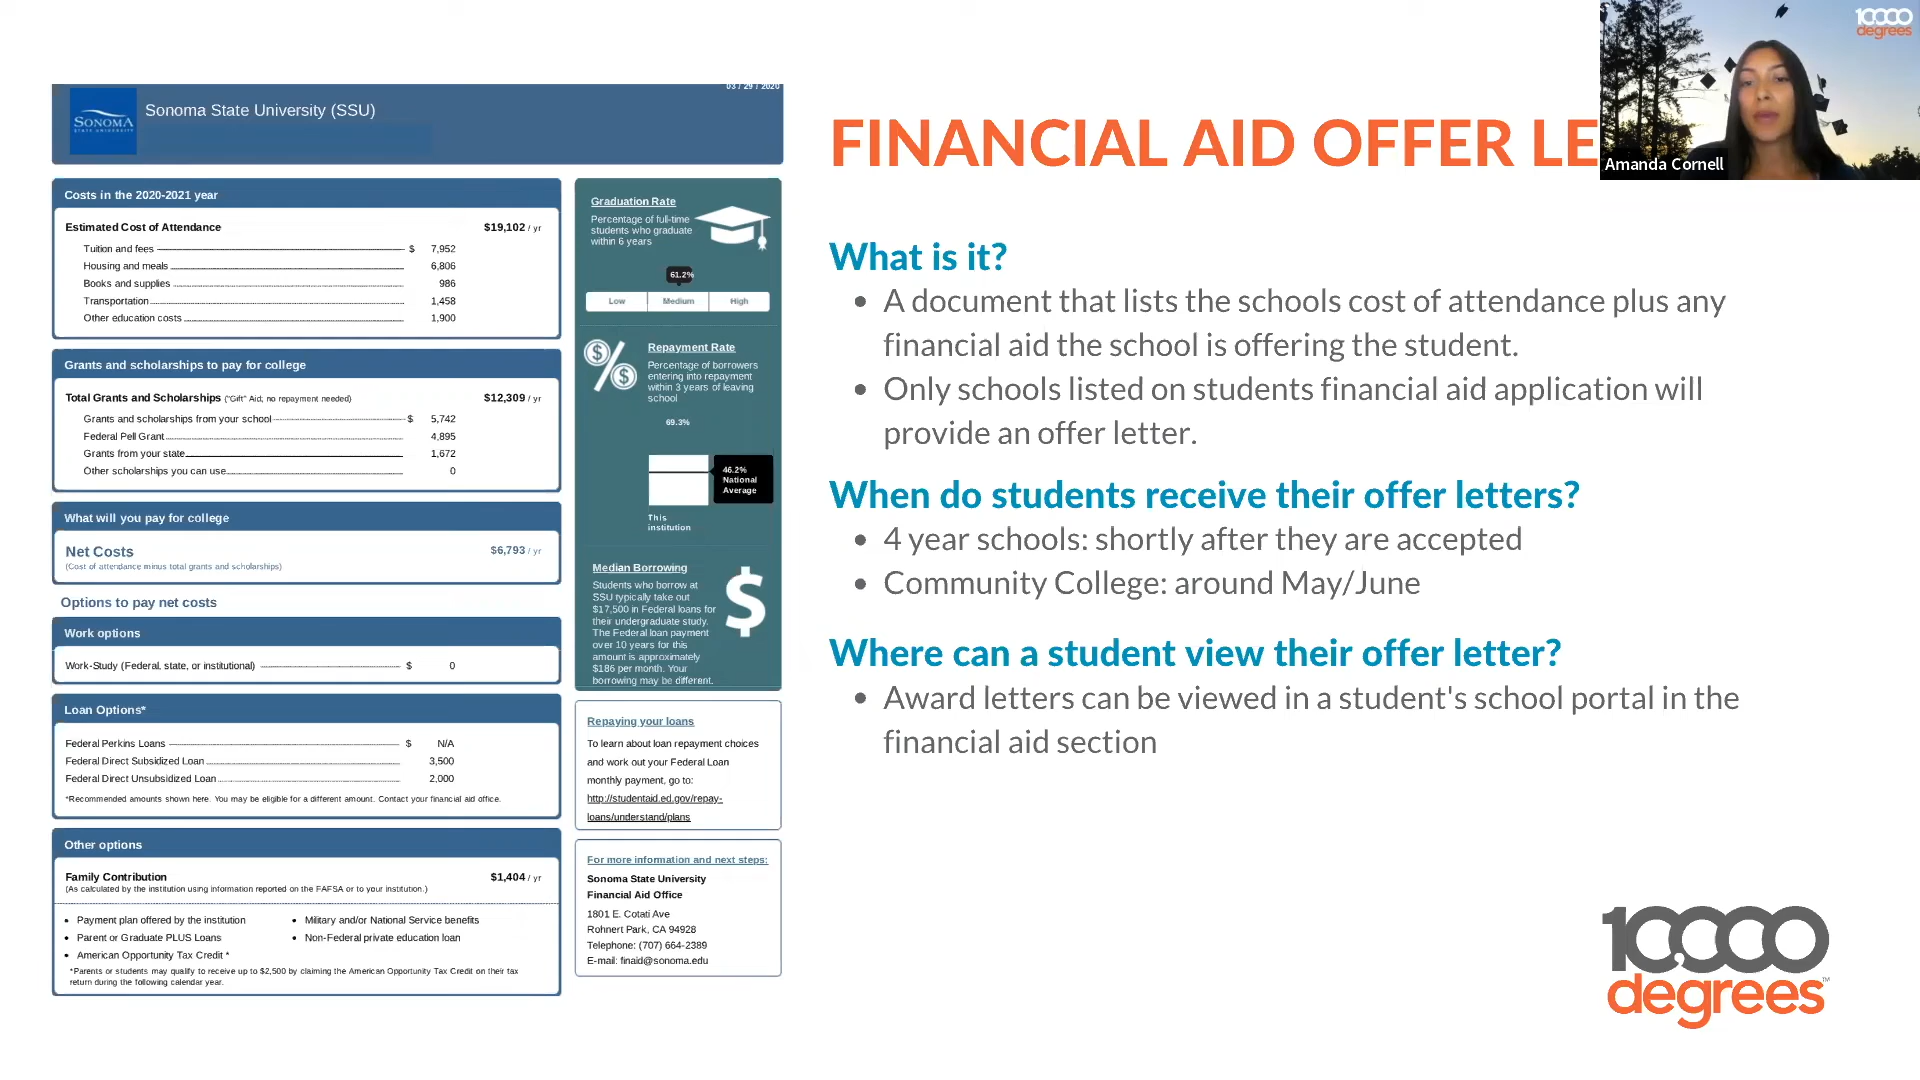 03 / 29 / 2020
SONOMA
STATE UNIVERSITY
Sonoma State University (SSU)
Costs in the 2020-2021 year
Estimated Cost of Attendance $19,102 / yr
Tuition and fees $ 7,952
Housing and meals 6,806
Books and supplies 986
Transportation 1,458
Other education costs 1,900
Grants and scholarships to pay for college
Total Grants and Scholarships ("Gift" Aid; no repayment needed) $12,309 / yr
Grants and scholarships from your school $ 5,742
Federal Pell Grant 4,895
Grants from your state 1,672
Other scholarships you can use 0
What will you pay for college
Net Costs $6,793 / yr
(Cost of attendance minus total grants and scholarships)
Options to pay net costs
Work options
Work-Study (Federal, state, or institutional) $ 0
Loan Options*
Federal Perkins Loans $ N/A
Federal Direct Subsidized Loan 3,500
Federal Direct Unsubsidized Loan 2,000
*Recommended amounts shown here. You may be eligible for a different amount. Contact your financial aid office.
Other options
Family Contribution $1,404 / yr
(As calculated by the institution using information reported on the FAFSA or to your institution.)
• Payment plan offered by the institution
• Parent or Graduate PLUS Loans
• American Opportunity Tax Credit *
• Military and/or National Service benefits
• Non-Federal private education loan
*Parents or students may qualify to receive up to $2,500 by claiming the American Opportunity Tax Credit on their tax
return during the following calendar year.
Graduation Rate
Percentage of full-time
students who graduate
within 6 years
61.2%
Low Medium High
Repayment Rate
Percentage of borrowers
entering into repayment
within 3 years of leaving
school
69.3%
46.2%
National
Average
This
institution
Median Borrowing
Students who borrow at
SSU typically take out
$17,500 in Federal loans for
their undergraduate study.
The Federal loan payment
over 10 years for this
amount is approximately
$186 per month. Your
borrowing may be different.
Repaying your loans
To learn about loan repayment choices
and work out your Federal Loan
monthly payment, go to:
http://studentaid.ed.gov/repay-
loans/understand/plans
For more information and next steps:
Sonoma State University
Financial Aid Office
1801 E. Cotati Ave
Rohnert Park, CA 94928
Telephone: (707) 664-2389
E-mail: finaid@sonoma.edu
FINANCIAL AID OFFER LE
What is it?
• A document that lists the schools cost of attendance plus any
financial aid the school is offering the student.
• Only schools listed on students financial aid application will
provide an offer letter.
When do students receive their offer letters?
• 4 year schools: shortly after they are accepted
• Community College: around May/June
Where can a student view their offer letter?
• Award letters can be viewed in a student's school portal in the
financial aid section
10,000
degrees
Amanda Cornell
10,000
degrees™